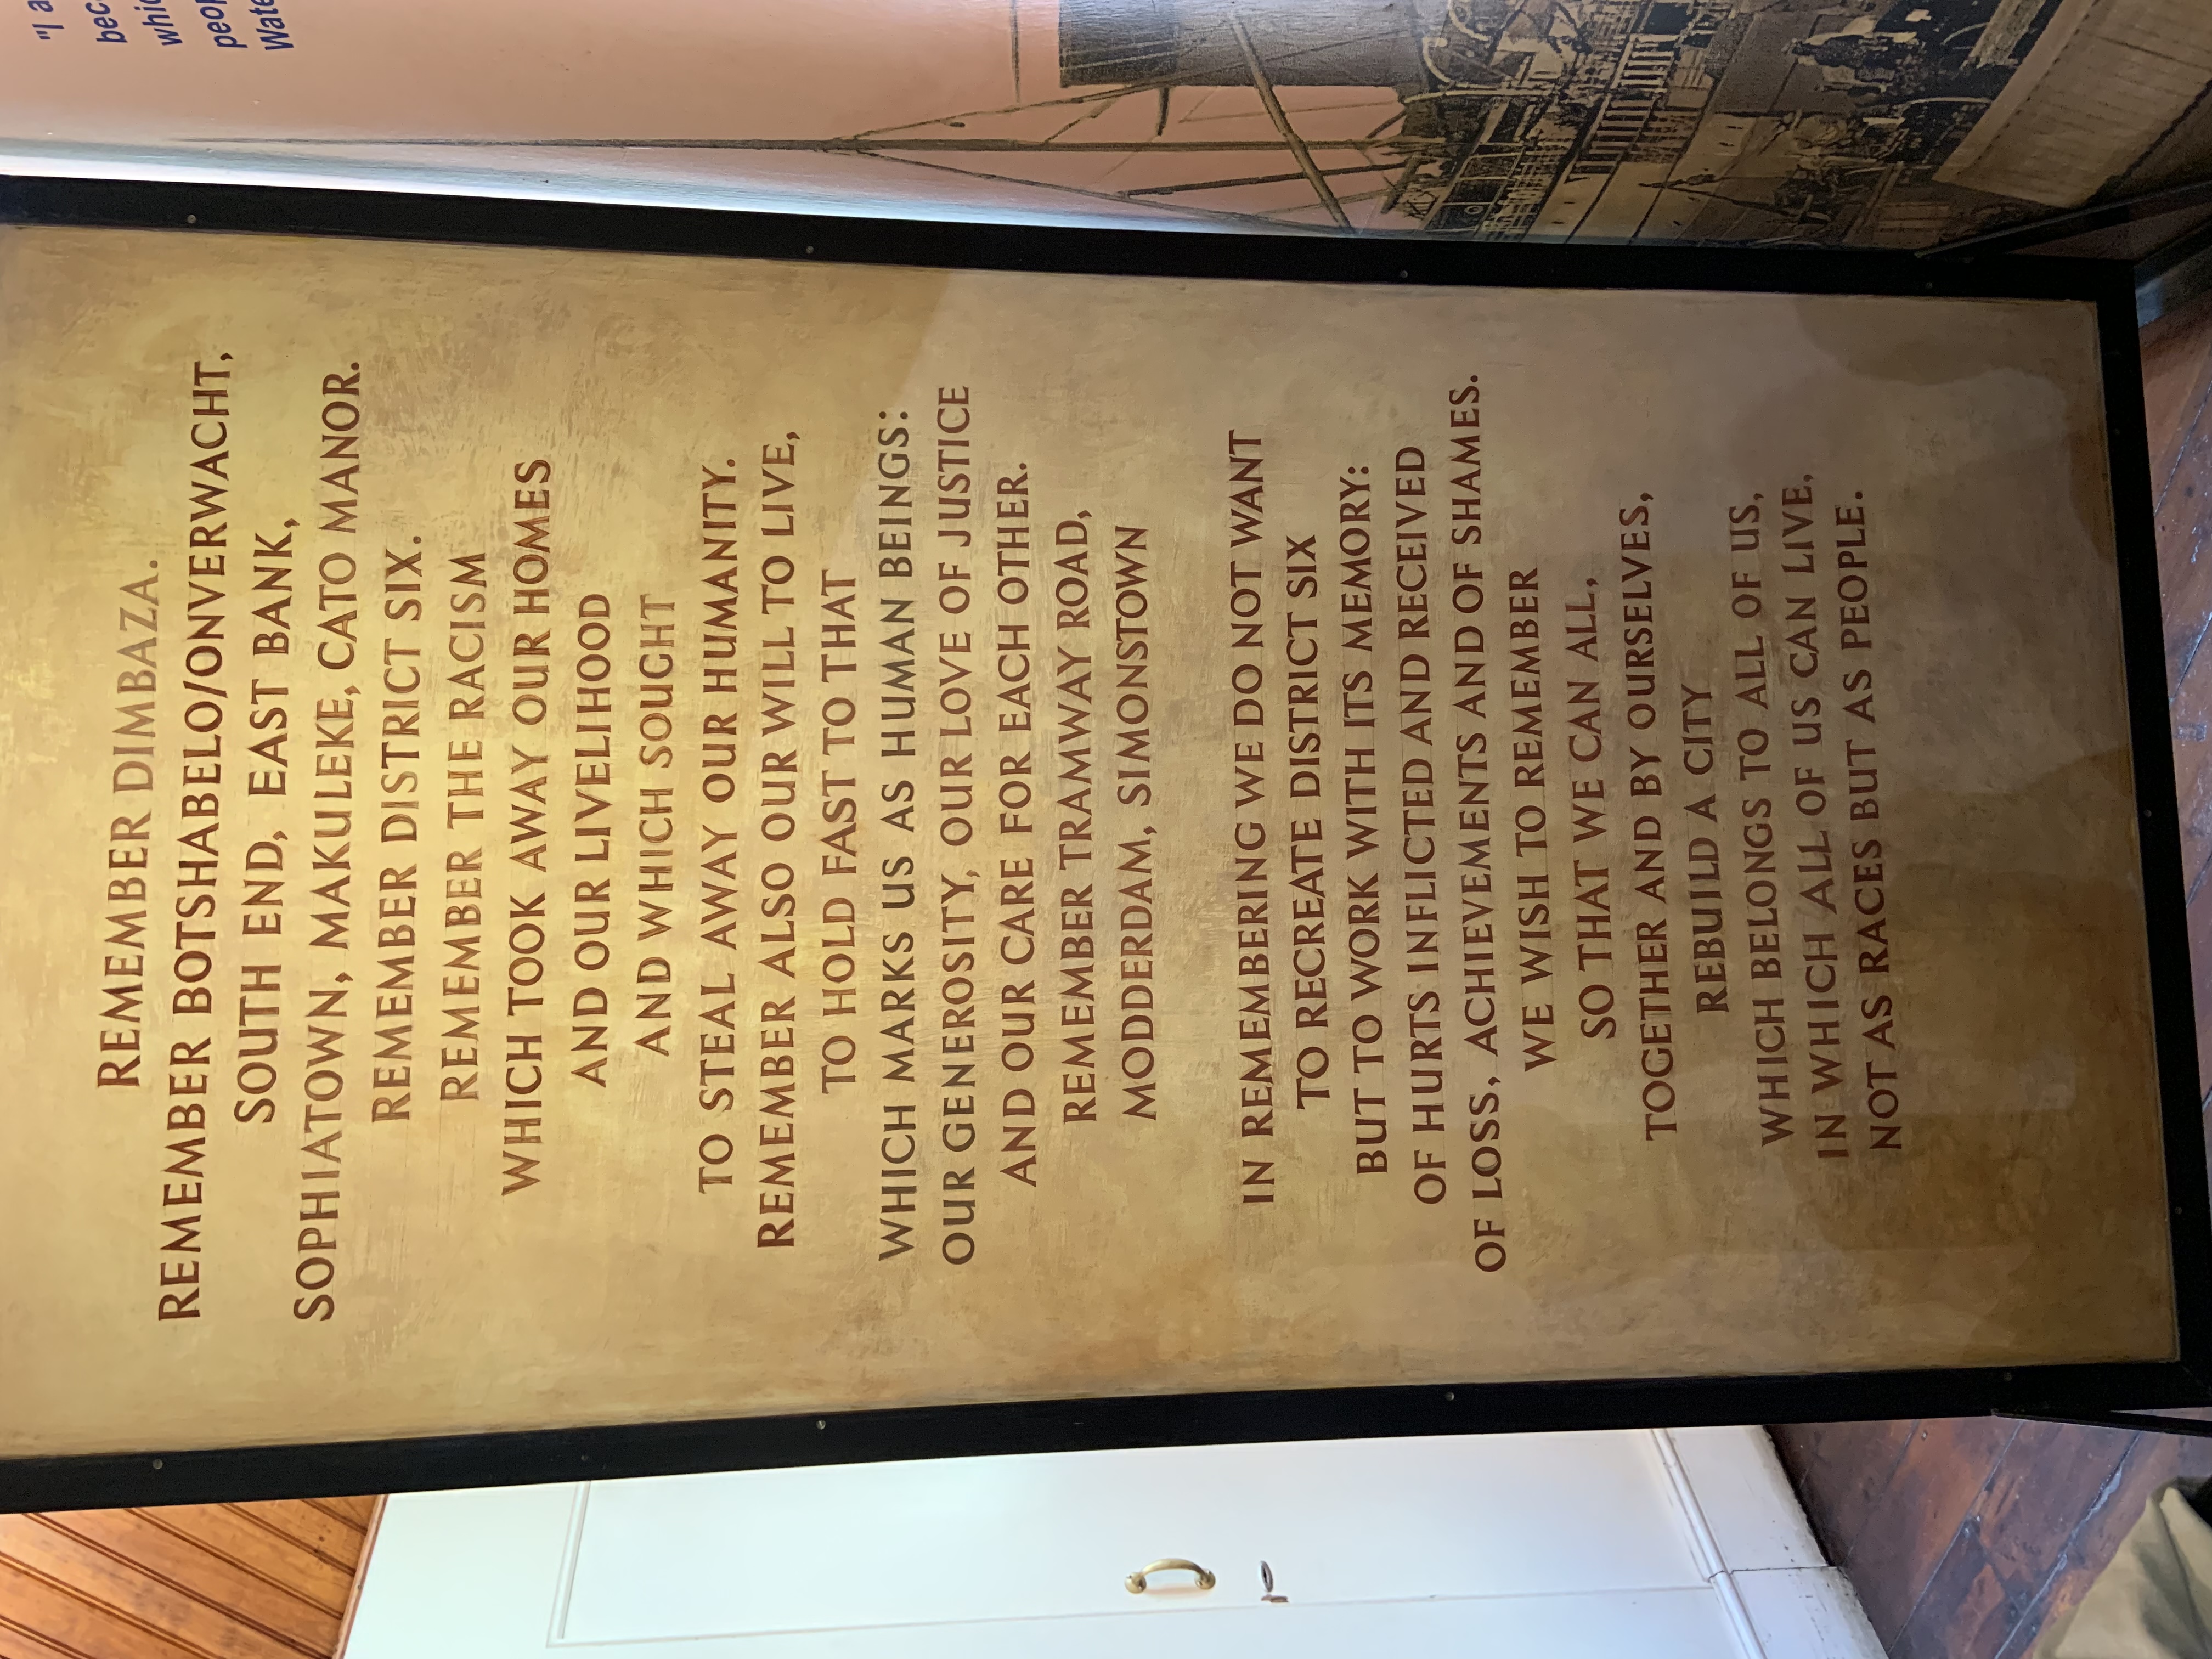 REMEMBER DIMBAZA.
REMEMBER BOTSHABELO/ONVERWACHT,
SOUTH END, EAST BANK,
SOPHIATOWN, MAKULEKE, CATO MANOR.
REMEMBER DISTRICT SIX.
REMEMBER THE RACISM
WHICH TOOK AWAY OUR HOMES
AND OUR LIVELIHOOD
AND WHICH SOUGHT
TO STEAL AWAY OUR HUMANITY.
REMEMBER ALSO OUR WILL TO LIVE,
TO HOLD FAST TO THAT
WHICH MARKS US AS HUMAN BEINGS:
OUR GENEROSITY, OUR LOVE OF JUSTICE
AND OUR CARE FOR EACH OTHER.
REMEMBER TRAMWAY ROAD,
MODDERDAM, SIMONSTOWN
IN REMEMBERING WE DO NOT WANT
TO RECREATE DISTRICT SIX
BUT TO WORK WITH ITS MEMORY:
OF HURTS INFLICTED AND RECEIVED
OF LOSS, ACHIEVEMENTS AND OF SHAMES.
WE WISH TO REMEMBER
SO THAT WE CAN ALL,
TOGETHER AND BY OURSELVES,
REBUILD A CITY
WHICH BELONGS TO ALL OF US,
IN WHICH ALL OF US CAN LIVE,
NOT AS RACES BUT AS PEOPLE.
"I